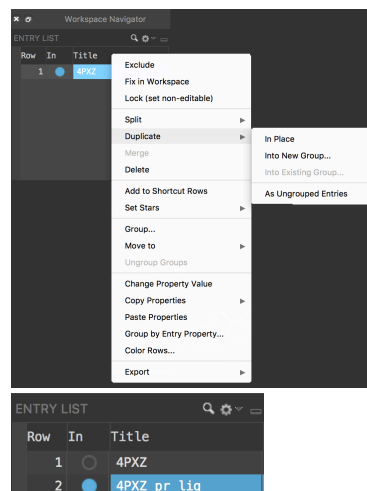 Workspace Navigator
ENTRY LIST
Row In Title
1 4PXZ
Exclude
Fix in Workspace
Lock (set non-editable)
Split
Duplicate
Merge
Delete
Add to Shortcut Rows
Set Stars
Group...
Move to
Ungroup Groups
Change Property Value
Copy Properties
Paste Properties
Group by Entry Property...
Color Rows...
Export
In Place
Into New Group...
Into Existing Group...
As Ungrouped Entries
ENTRY LIST
Row In Title
1 4PXZ
2 4PXZ pr lig